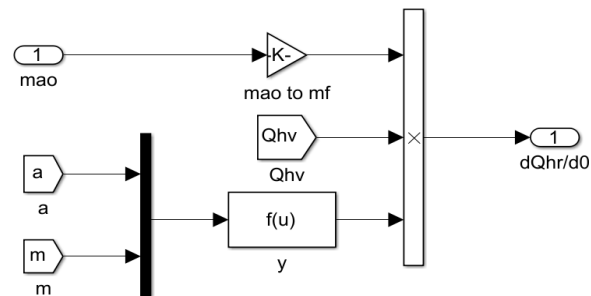 1
mao
-K-
mao to mf
Qhv
Qhv
×
1
dQhr/d0
a
a
f(u)
y
m
m